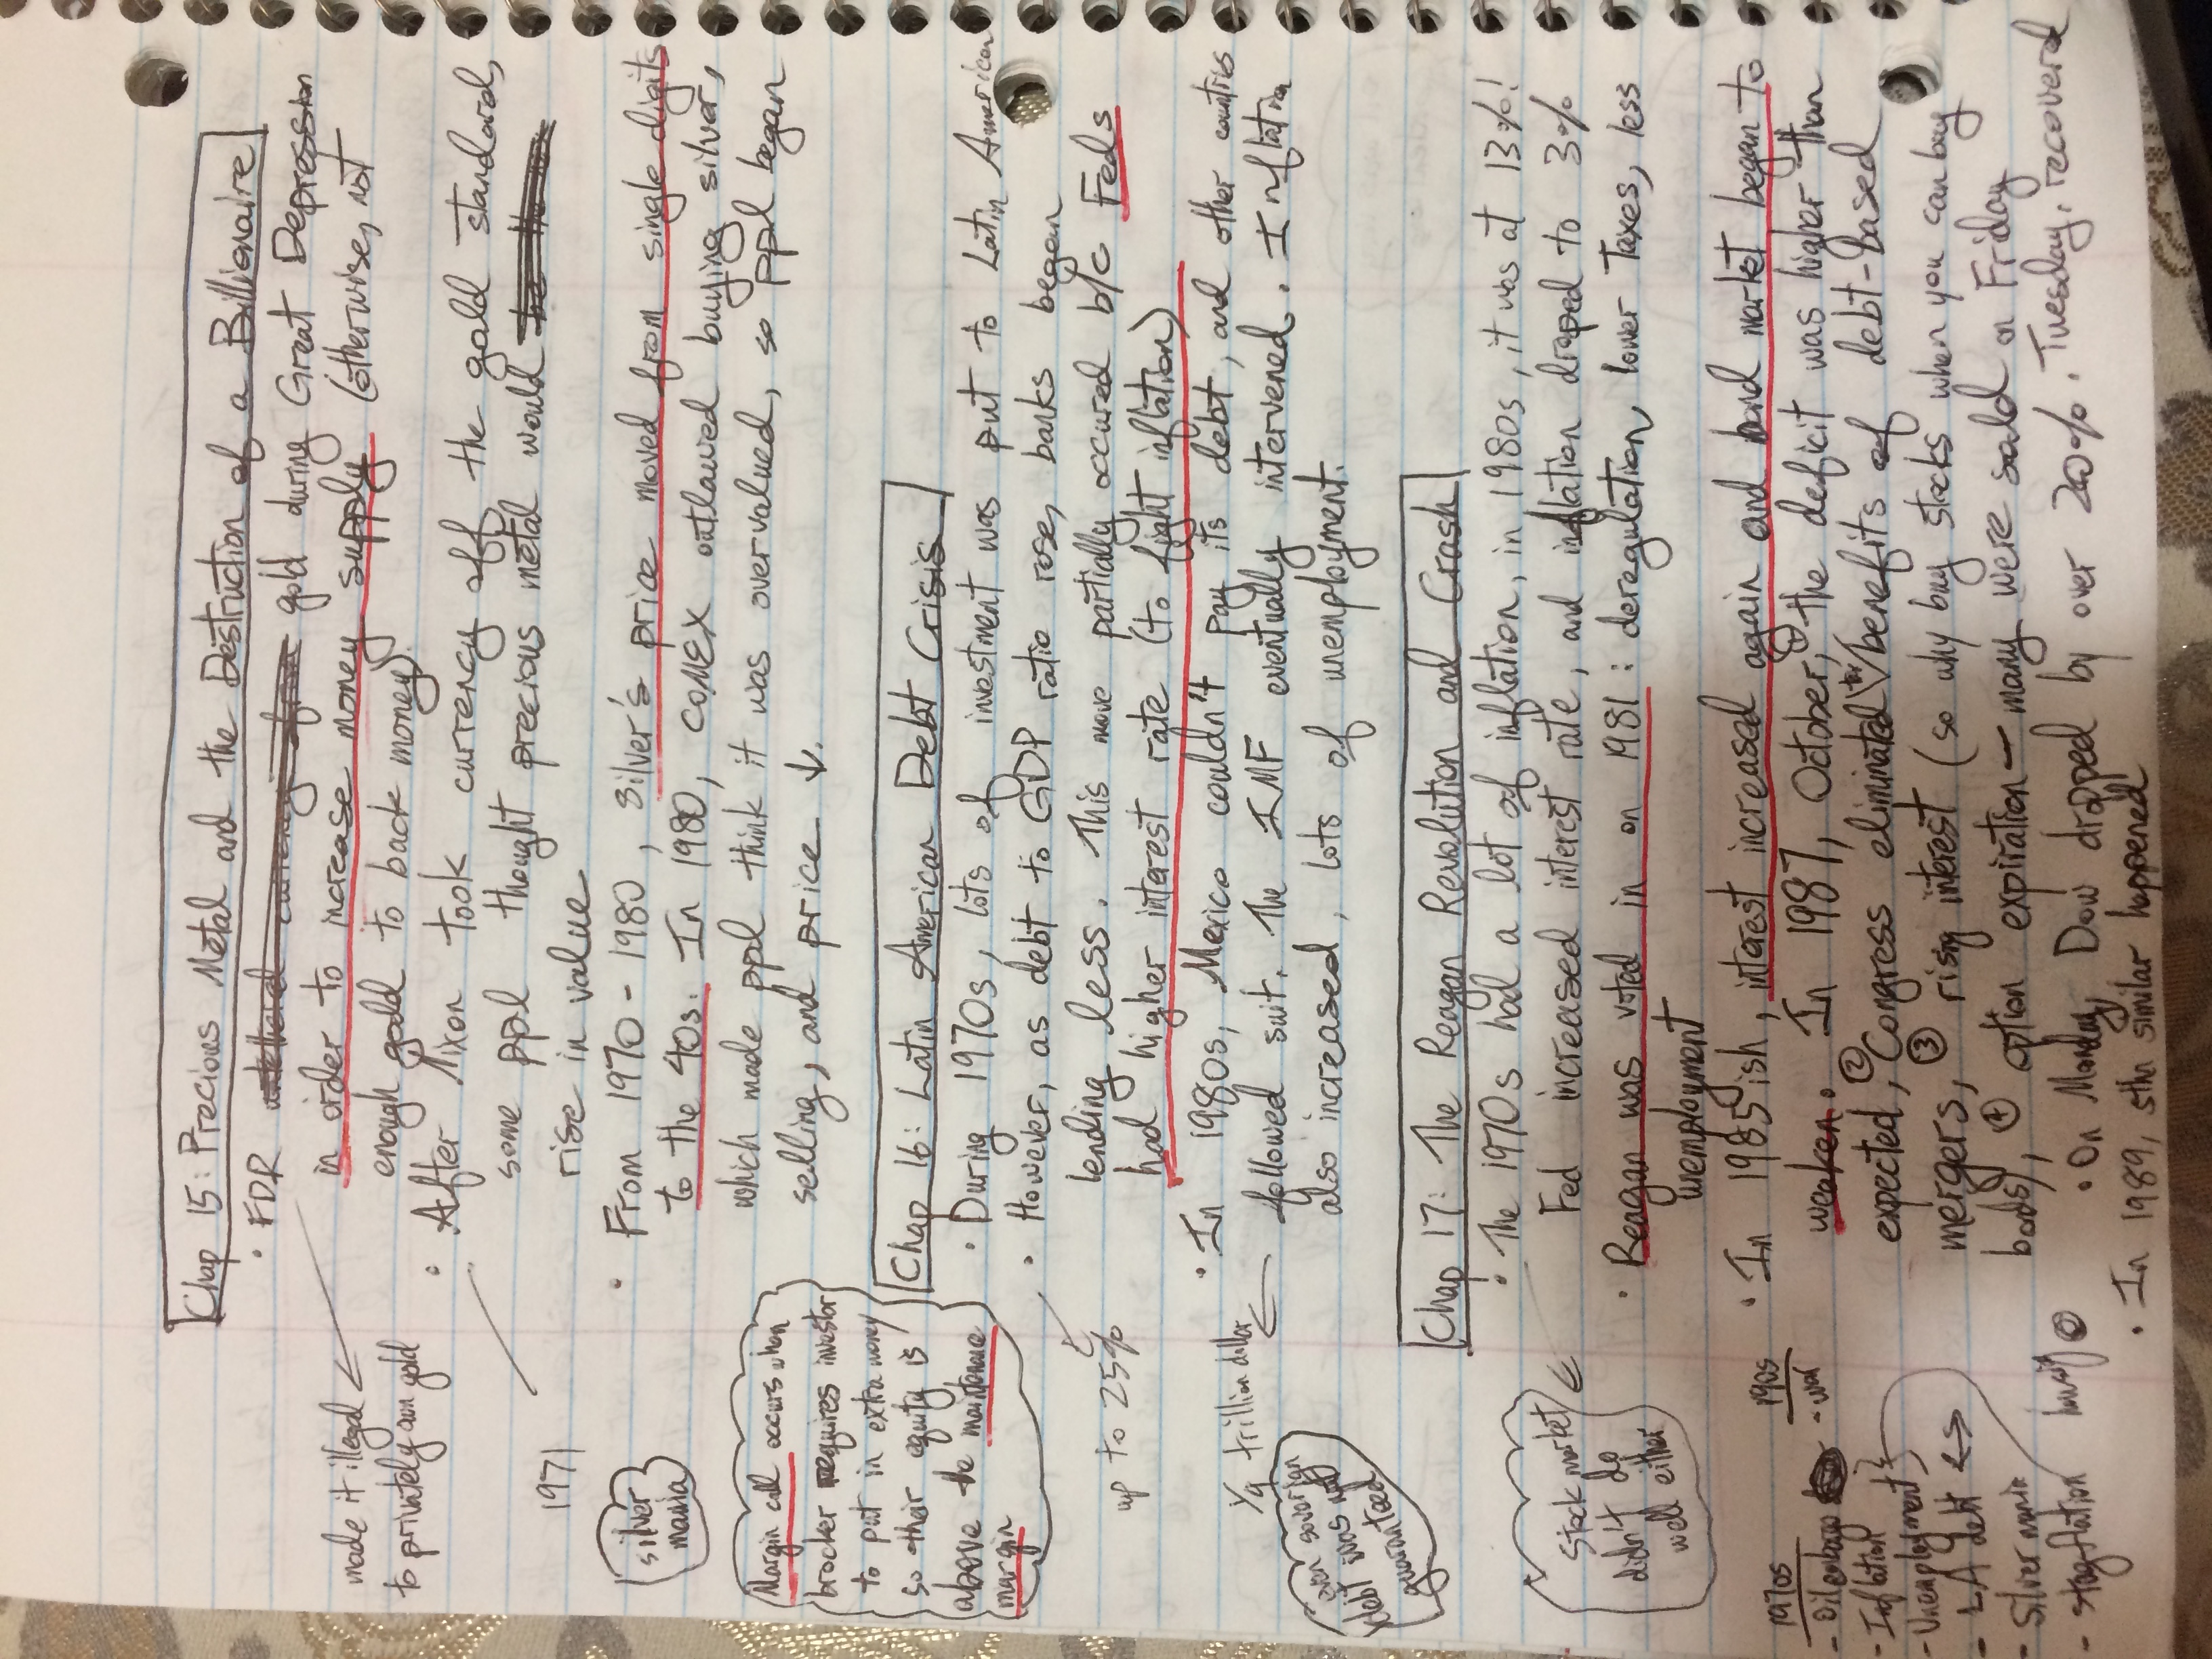 Chap 15: Precious Metal and the Destruction of a Billionaire
• FDR untethered currency from gold during Great Depression
made it illegal
to privately own gold
in order to increase money supply (otherwise, not
enough gold to back money).
• After Nixon took currency off the gold standard,
1971
some ppl thought precious metal would be the
rise in value
silver
mania
• From 1970 - 1980, silver's price moved from single digits
to the 40s. In 1980, COMEX outlawed buying silver,
which made ppl think it was overvalued, so ppl began
selling, and price ↓.
Margin call occurs when
brocker requires investor
to put in extra money
so their equity is
above the maintenance
margin
Chap 16: Latin American Debt Crisis
• During 1970s, lots of investment was put to Latin American
• However, as debt to GDP ratio rose, banks began
up to 25%
lending less. This move partially occured b/c Feds
had higher interest rate (to fight inflation)
• In 1980s, Mexico couldn't pay its debt, and other countries
1/4 trillion dollar
followed suit. The IMF eventually intervened. Inflation
also increased, lots of unemployment.
even soverign
debt was not
guaranteed
Chap 17: The Reagan Revolution and Crash
• The 1970s had a lot of inflation, in 1980s, it was at 13%!
Fed increased interest rate, and inflation droped to 3%
Stock market
didn't do
well either
• Reagan was voted in on 1981: deregulation, lower taxes, less
unemployment
• In 1985ish, interest increased again and bond market began to
weaken. In 1987, October, ① the deficit was higher than
expected, ② Congress eliminated tax benefits of debt-based
mergers, ③ rising interest (so why buy stocks when you can buy
bods), ④ option expiration — many were sold on Friday
• On Monday, Dow dropped by over 20%. Tuesday, recovered
• In 1989, sthn similar happened
1970s
- Oil embargo
- Inflation
- Unemployment
- LA debt ↔
- Silver mania
- stagflation
190s
- war
housig